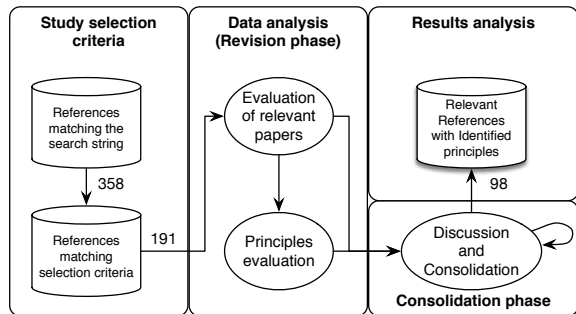 Study selection
criteria
References
matching the
search string
358
References
matching
selection criteria
191
Data analysis
(Revision phase)
Evaluation
of relevant
papers
Principles
evaluation
Results analysis
Relevant
References
with Identified
principles
98
Discussion
and
Consolidation
Consolidation phase